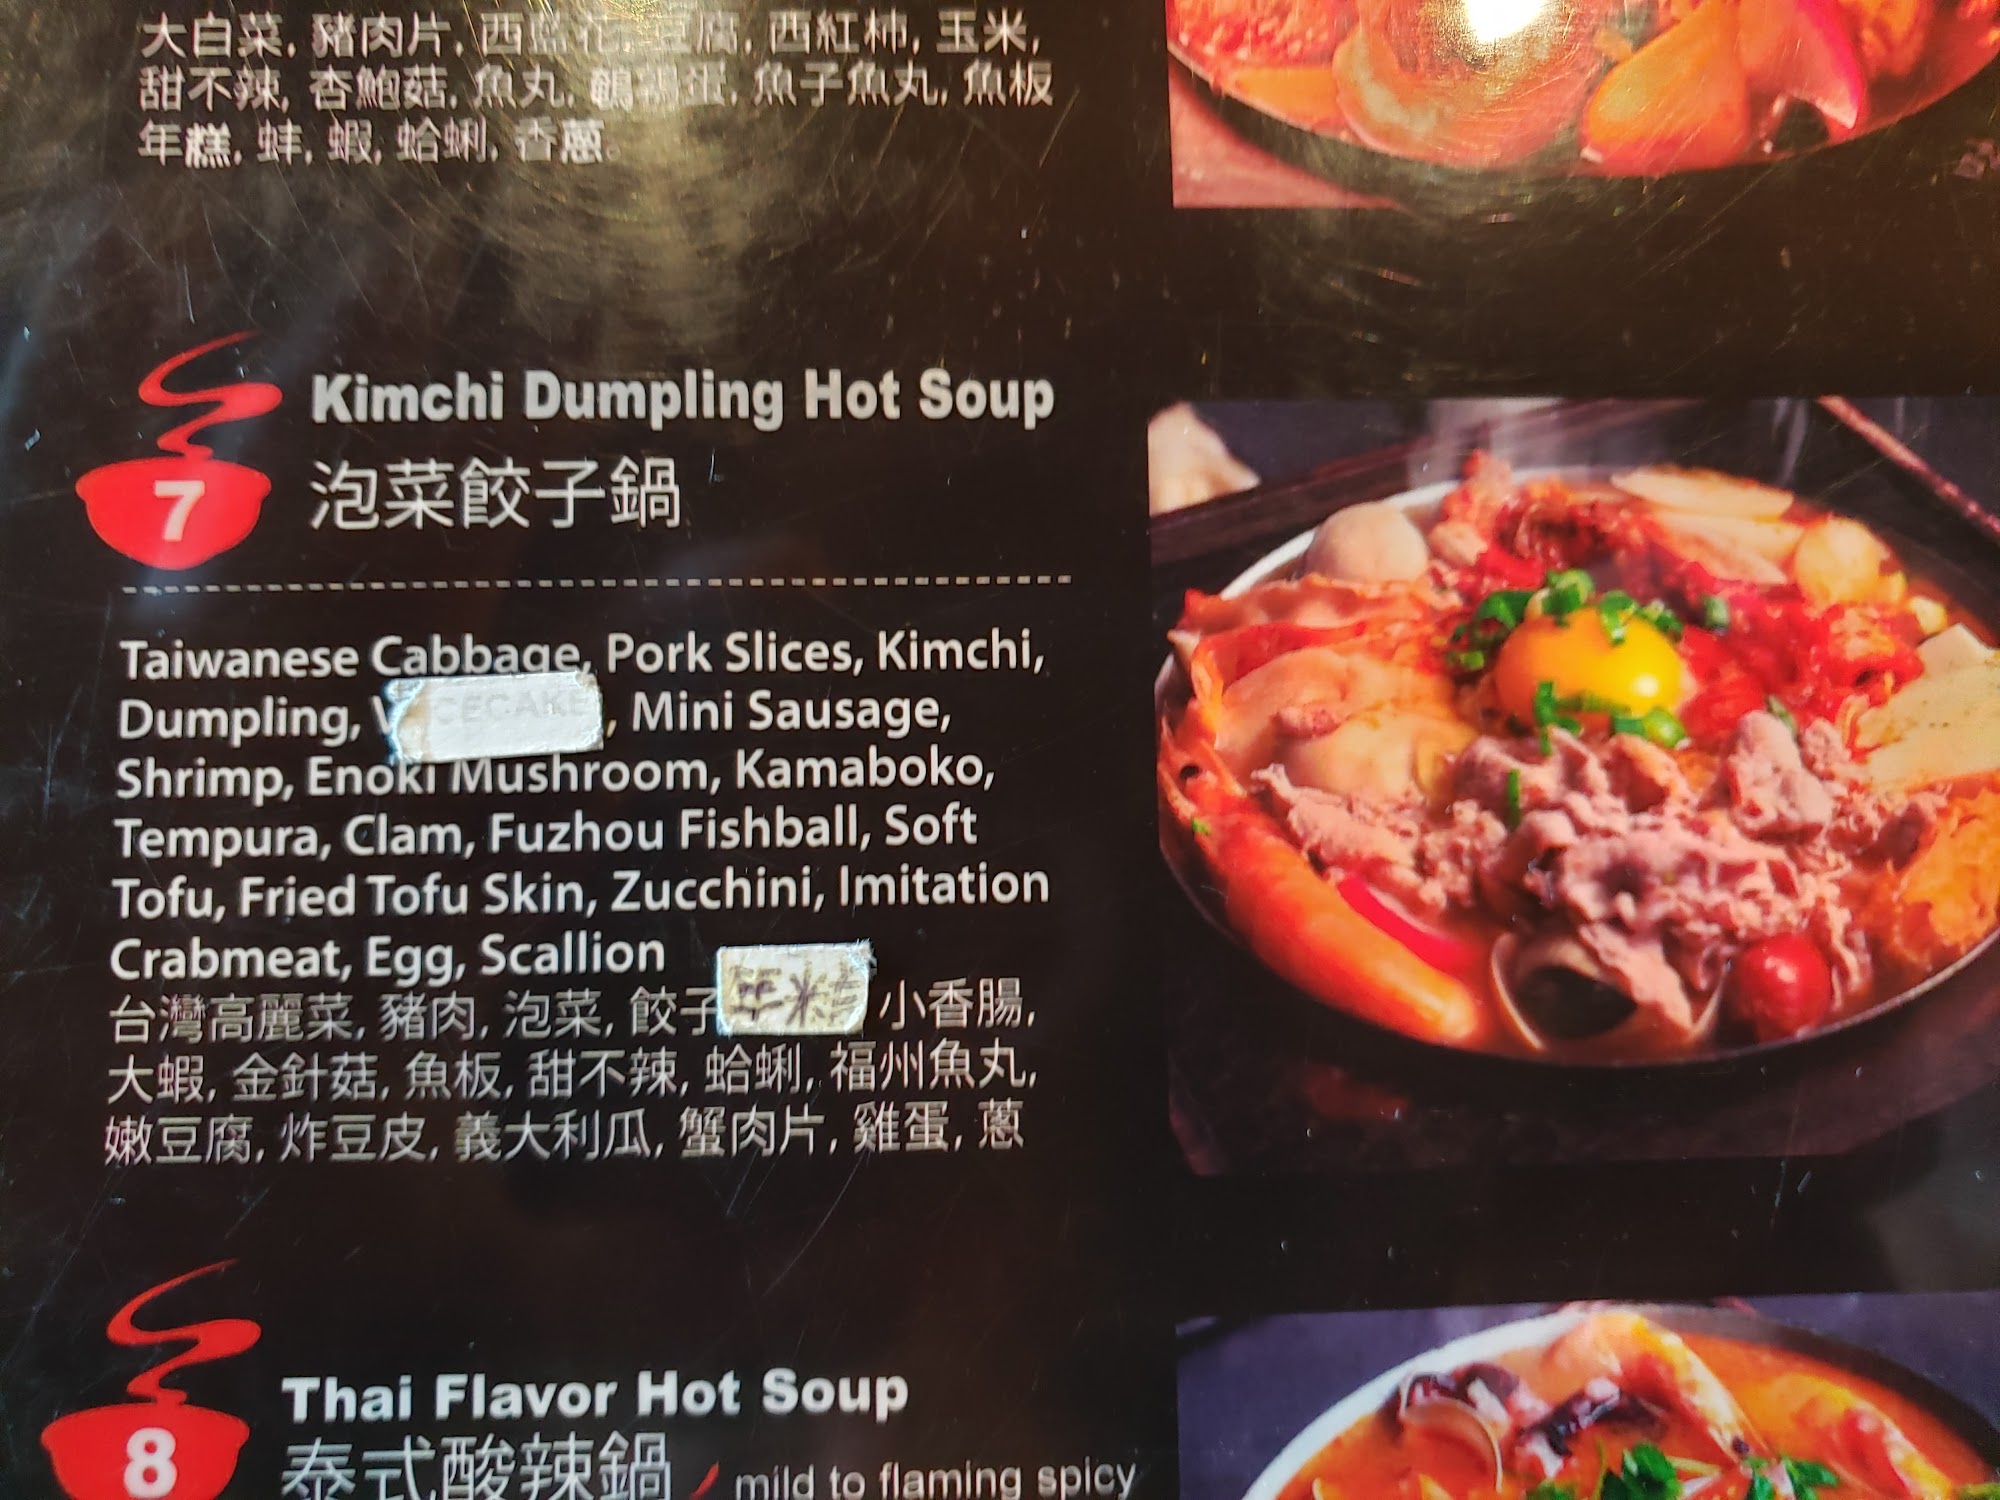 大白菜, 豬肉片, 西蘭花, 豆腐, 西紅柿, 玉米,
甜不辣, 杏鮑菇, 魚丸, 鵪鶉蛋, 魚子魚丸, 魚板
年糕, 蚌, 蝦, 蛤蜊, 香蔥。
7
Kimchi Dumpling Hot Soup
泡菜餃子鍋
Taiwanese Cabbage, Pork Slices, Kimchi,
Dumpling, , Mini Sausage,
Shrimp, Enoki Mushroom, Kamaboko,
Tempura, Clam, Fuzhou Fishball, Soft
Tofu, Fried Tofu Skin, Zucchini, Imitation
Crabmeat, Egg, Scallion
台灣高麗菜, 豬肉, 泡菜, 餃子 年糕 小香腸,
大蝦, 金針菇, 魚板, 甜不辣, 蛤蜊, 福州魚丸,
嫩豆腐, 炸豆皮, 義大利瓜, 蟹肉片, 雞蛋, 蔥
8
Thai Flavor Hot Soup
泰式酸辣鍋 mild to flaming spicy